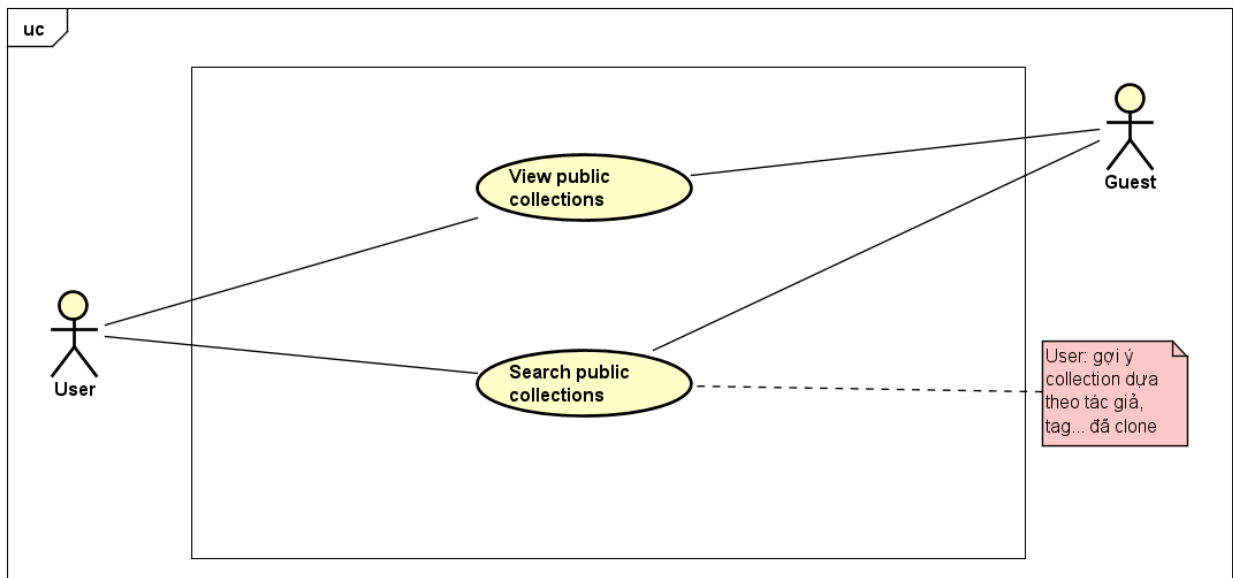 uc
View public
collections
Guest
User
Search public
collections
User: gợi ý
collection dựa
theo tác giả,
tag... đã clone